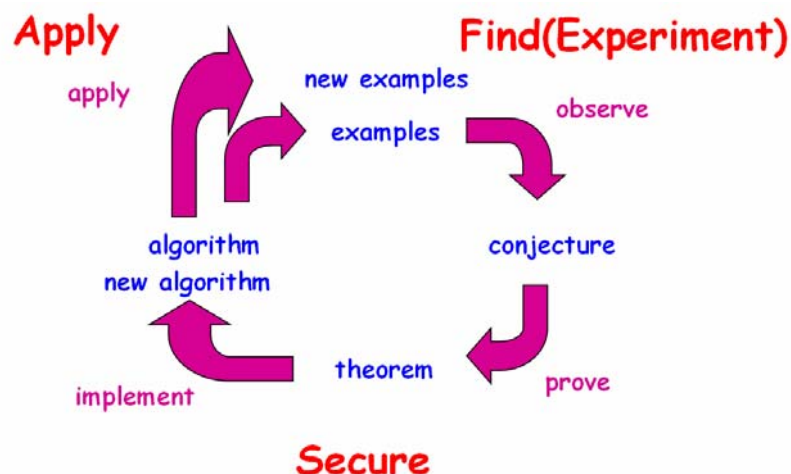 Apply
Find(Experiment)
apply
new examples
examples
observe
algorithm
new algorithm
conjecture
implement
theorem
prove
Secure